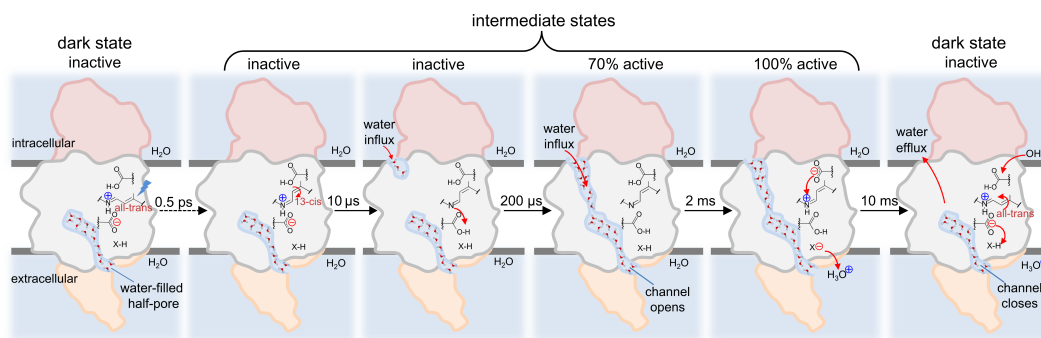 intermediate states
dark state
inactive
inactive
inactive
70% active
100% active
dark state
inactive
intracellular
extracellular
H₂O
H₂O
O
H-O
⊕
N
H
all-trans
O
O
⊖
X-H
water-filled
half-pore
0.5 ps
H₂O
O
H-O
⊕
N
H
13-cis
O
O
⊖
X-H
10 µs
water
influx
H₂O
H₂O
O
H-O
N
O
O-H
X-H
200 µs
water
influx
O
H-O
N
O
O-H
X-H
channel
opens
2 ms
H₂O
⊖
O
O
⊕
N
H
O
O-H
X⊖
H₃O⊕
10 ms
water
efflux
OH⁻
O
H-O
⊕
N
H
all-trans
O
O
⊖
X-H
H₃O⁺
channel
closes